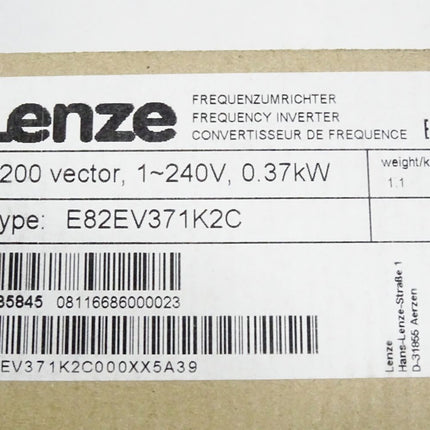 Lenze
FREQUENZUMRICHTER
FREQUENCY INVERTER
CONVERTISSEUR DE FREQUENCE
200 vector, 1~240V, 0.37kW
weight/k
1.1
ype: E82EV371K2C
85845 08116686000023
EV371K2C000XX5A39
Lenze
Hans-Lenze-Straße 1
D-31855 Aerzen